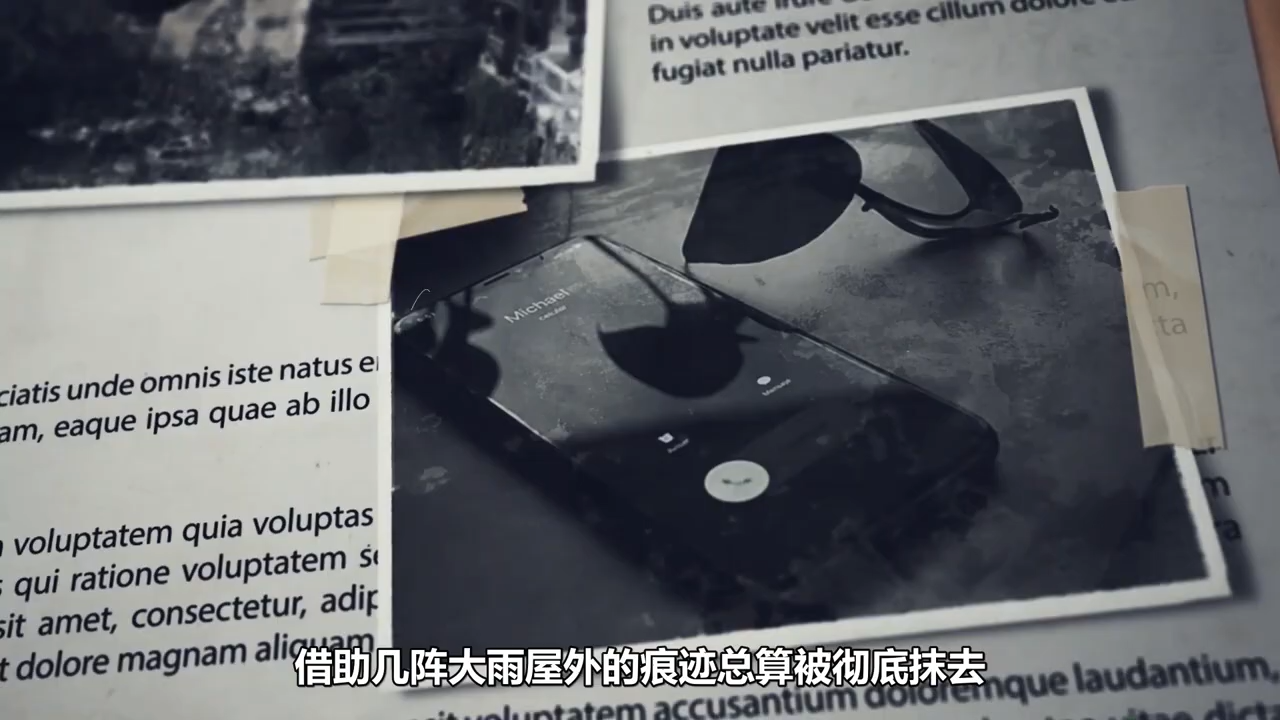 Duis aute irure dolor
in voluptate velit esse cillum dolore
fugiat nulla pariatur.
Michael
m,
ta
ciatis unde omnis iste natus
am, eaque ipsa quae ab illo
voluptatem quia voluptas
qui ratione voluptatem
sit amet, consectetur, adip
t dolore magnam aliquam
借助几阵大雨屋外的痕迹总算被彻底抹去
voluptatem accusantium doloremque laudantium,